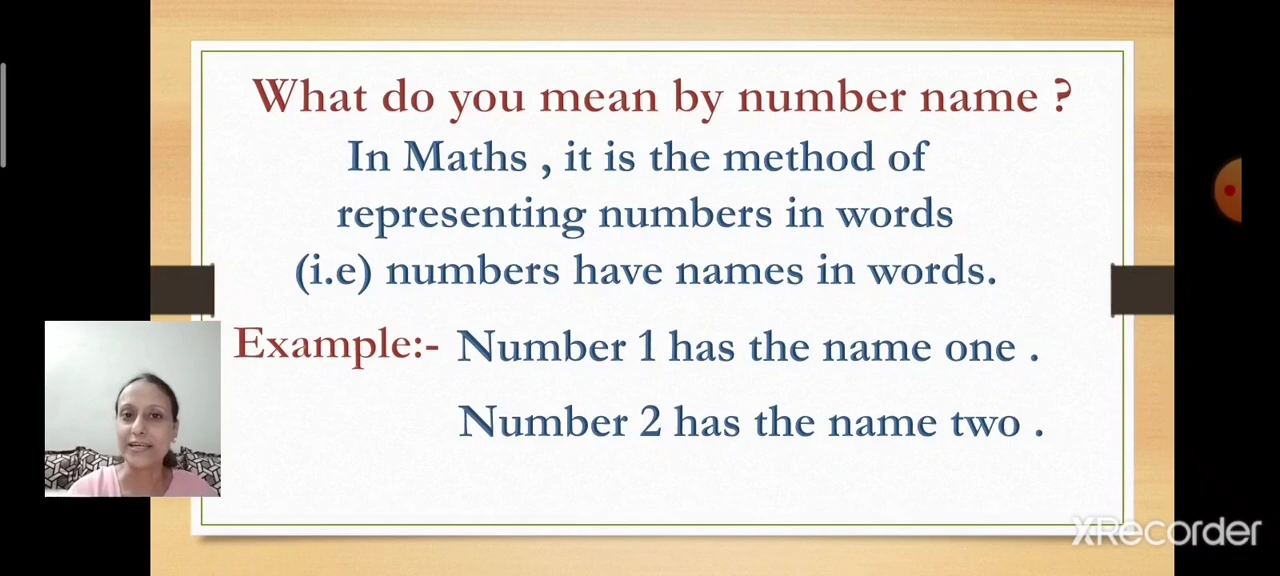 What do you mean by number name ?
In Maths , it is the method of
representing numbers in words
(i.e) numbers have names in words.
Example:- Number 1 has the name one .
Number 2 has the name two .
XRecorder